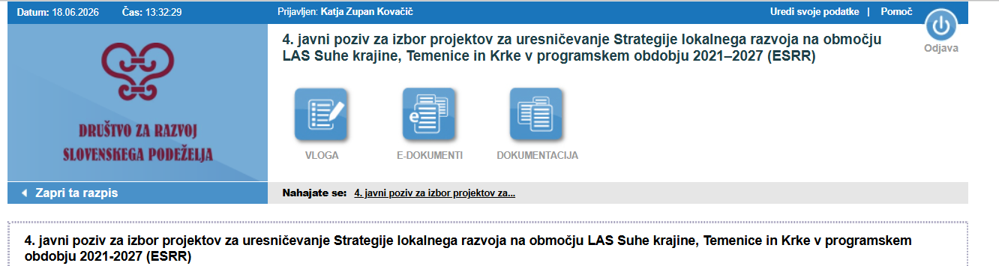 Datum: 18.06.2026 Čas: 13:32:29 Prijavljen: Katja Zupan Kovačič Uredi svoje podatke | Pomoč
Odjava
4. javni poziv za izbor projektov za uresničevanje Strategije lokalnega razvoja na območju
LAS Suhe krajine, Temenice in Krke v programskem obdobju 2021–2027 (ESRR)
DRUŠTVO ZA RAZVOJ
SLOVENSKEGA PODEŽELJA
VLOGA E-DOKUMENTI DOKUMENTACIJA
Zapri ta razpis Nahajate se: 4. javni poziv za izbor projektov za...
4. javni poziv za izbor projektov za uresničevanje Strategije lokalnega razvoja na območju LAS Suhe krajine, Temenice in Krke v programskem
obdobju 2021-2027 (ESRR)